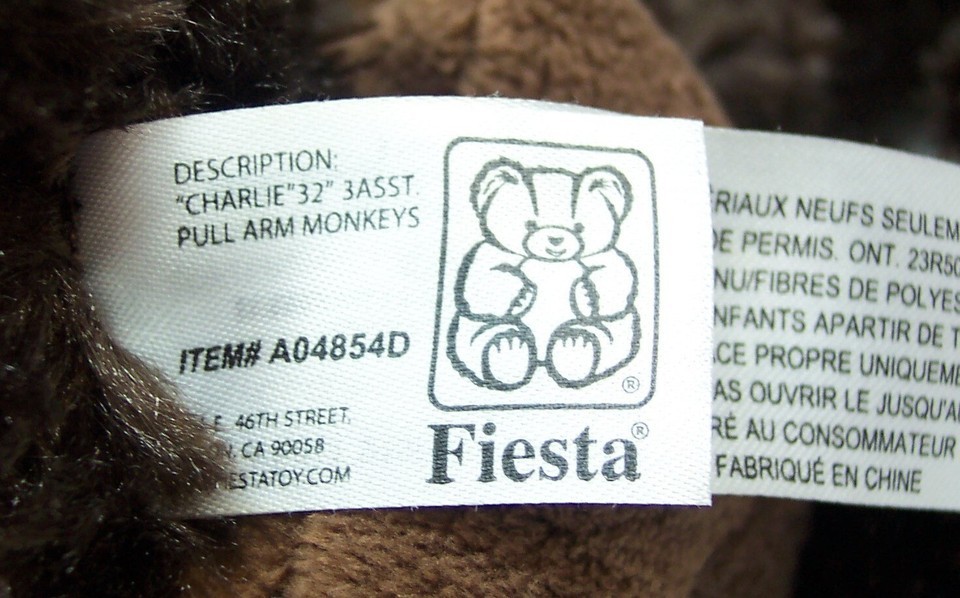 DESCRIPTION:
"CHARLIE"32" 3ASST.
PULL ARM MONKEYS
ITEM# A04854D
E 46TH STREET,
CA 90058
ESTATOY.COM
®
Fiesta®
RIAUX NEUFS SEULEM
DE PERMIS. ONT. 23R50
NU/FIBRES DE POLYES
NFANTS APARTIR DE T
CE PROPRE UNIQUEME
AS OUVRIR LE JUSQU'A
RÉ AU CONSOMMATEUR
FABRIQUÉ EN CHINE